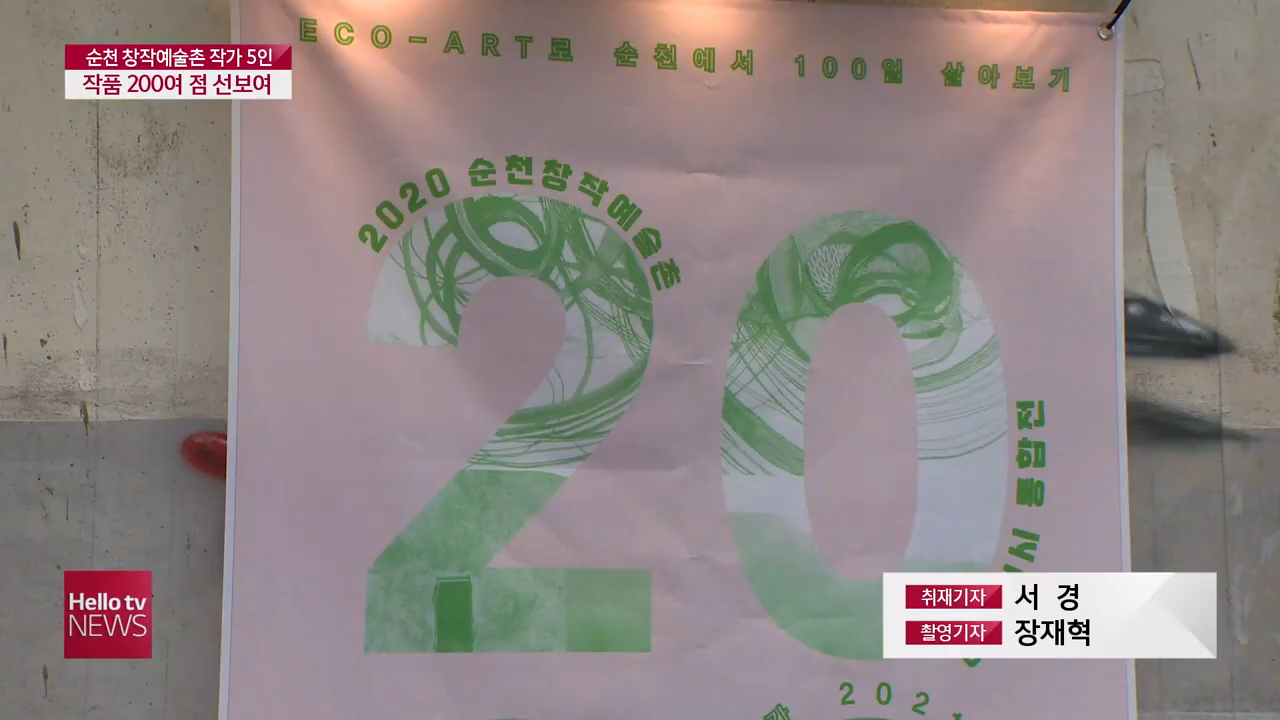 순천 창작예술촌 작가 5인
작품 200여 점 선보여
ECO-ART로 순천에서 100일 살아보기
2020 순천창작예술촌
20
통합전
Hello tv
NEWS
취재기자 서 경
촬영기자 장재혁